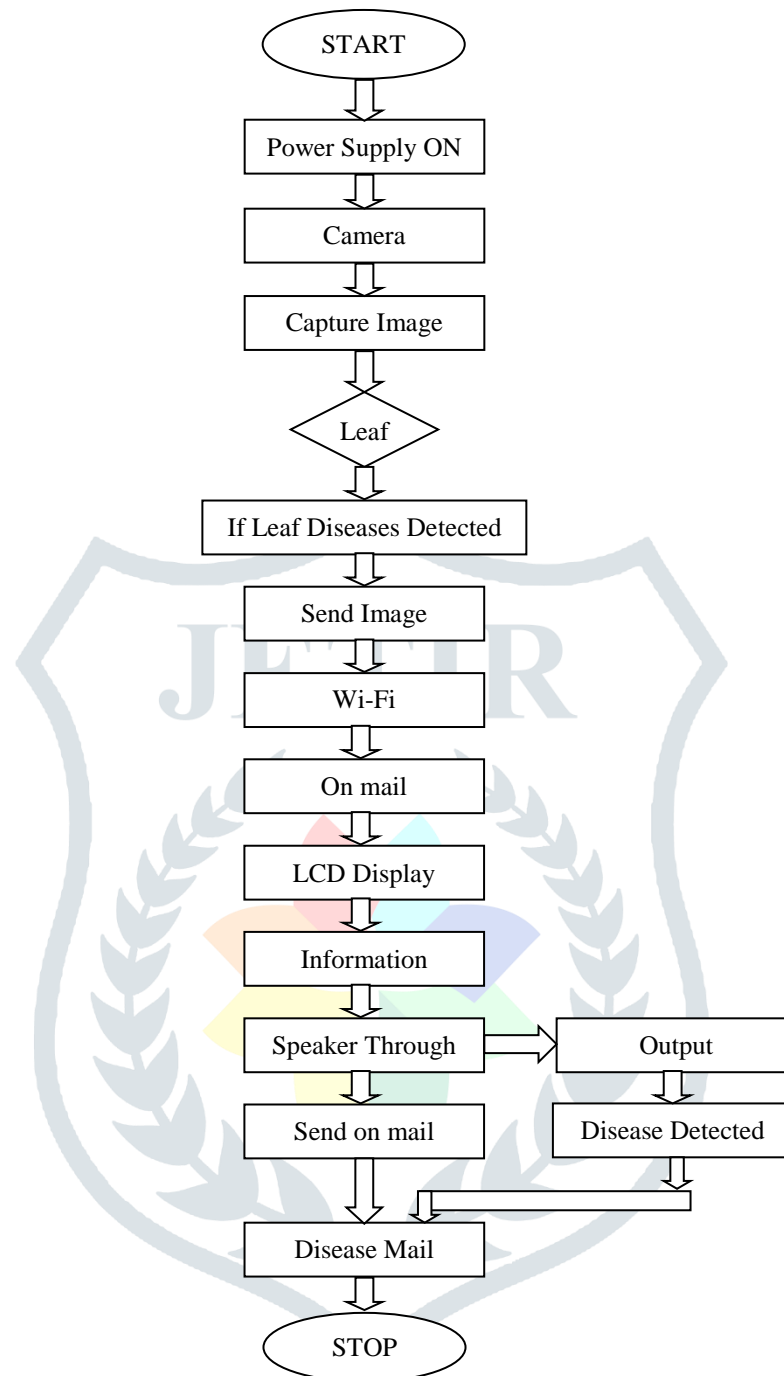 START
Power Supply ON
Camera
Capture Image
Leaf
If Leaf Diseases Detected
Send Image
JETIR
Wi-Fi
On mail
LCD Display
Information
Speaker Through
Output
Send on mail
Disease Detected
Disease Mail
STOP